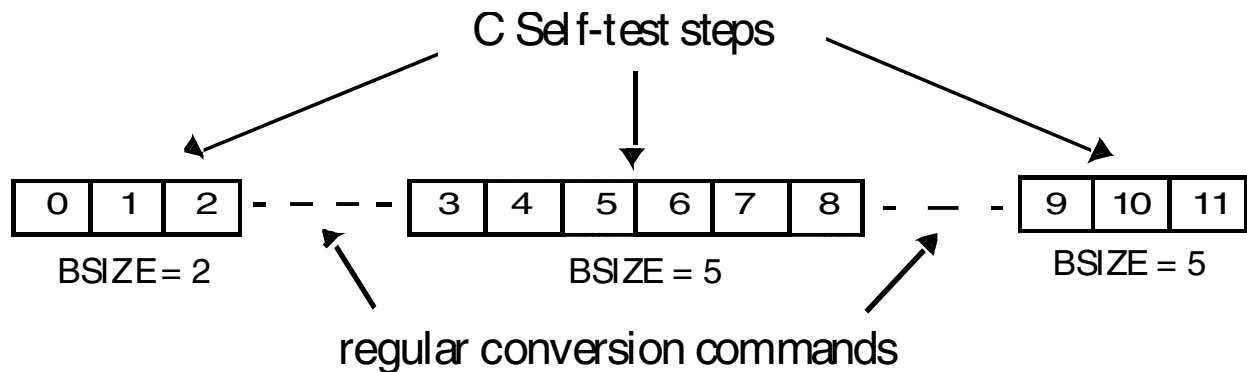 C Self-test steps
0 1 2 3 4 5 6 7 8 9 10 11
BSIZE = 2 BSIZE = 5 BSIZE = 5
regular conversion commands